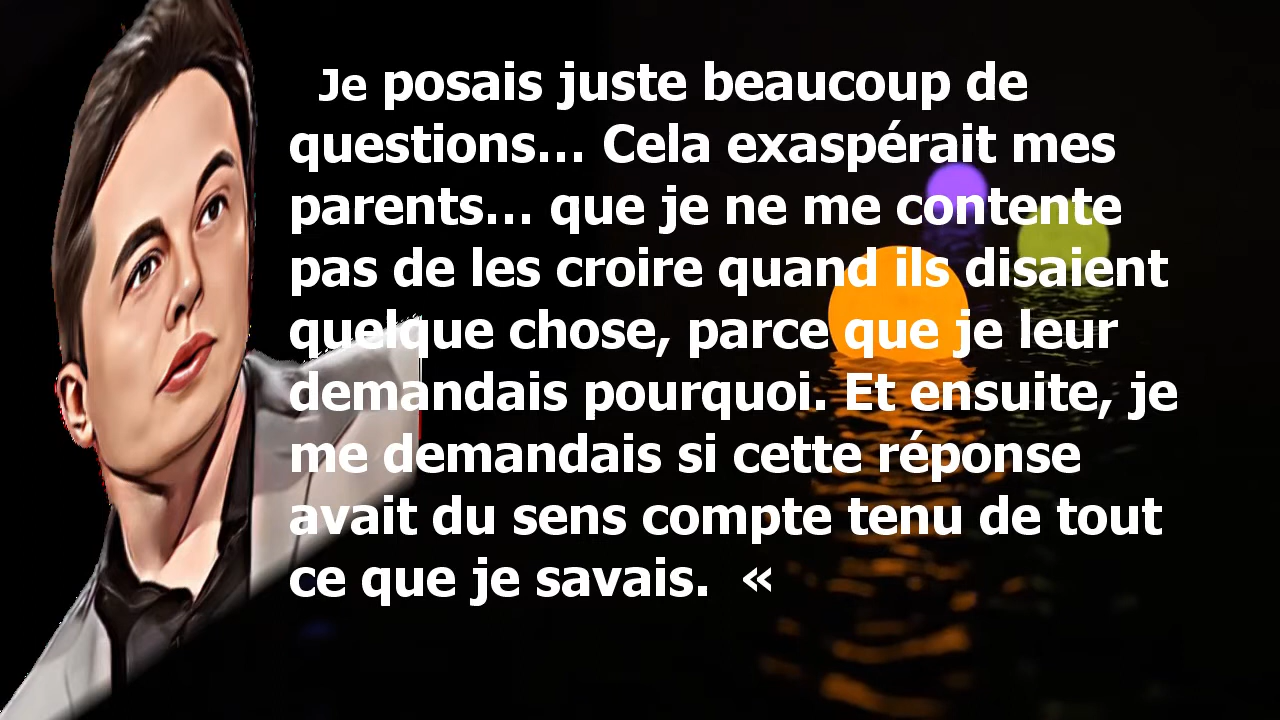 Je posais juste beaucoup de
questions... Cela exaspérait mes
parents... que je ne me contente
pas de les croire quand ils disaient
quelque chose, parce que je leur
demandais pourquoi. Et ensuite, je
me demandais si cette réponse
avait du sens compte tenu de tout
ce que je savais. «